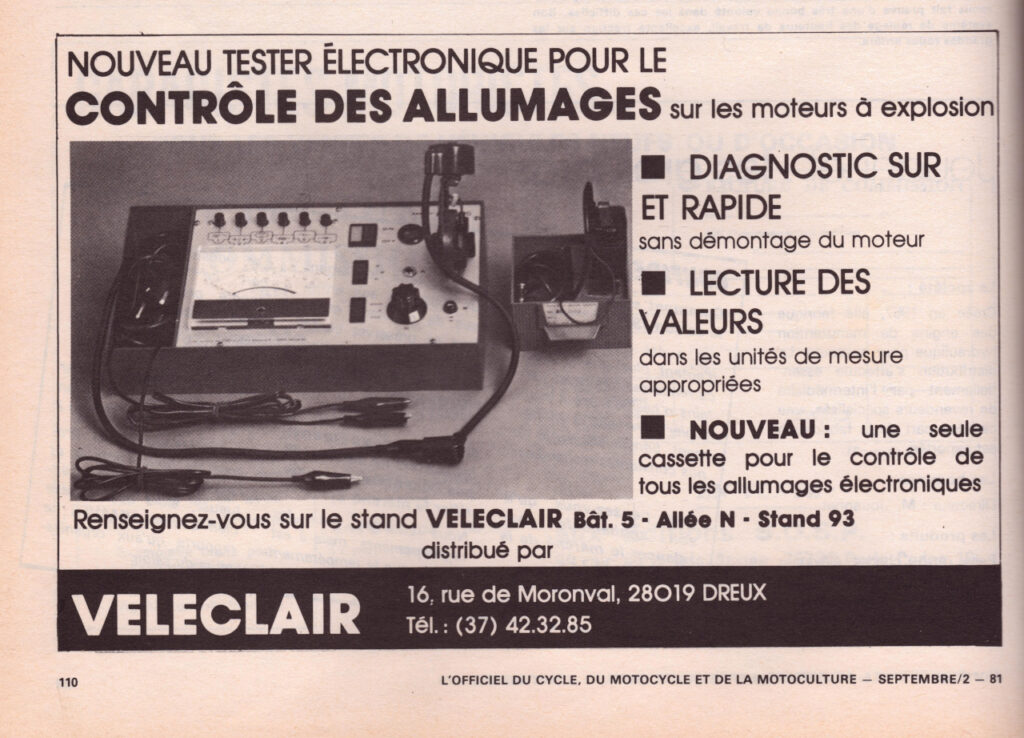 NOUVEAU TESTER ÉLECTRONIQUE POUR LE
CONTRÔLE DES ALLUMAGES sur les moteurs à explosion
■ DIAGNOSTIC SUR
ET RAPIDE
sans démontage du moteur
■ LECTURE DES
VALEURS
dans les unités de mesure
appropriées
■ NOUVEAU : une seule
cassette pour le contrôle de
tous les allumages électroniques
Renseignez-vous sur le stand VELECLAIR Bât. 5 - Allée N - Stand 93
distribué par
VELECLAIR
16, rue de Moronval, 28019 DREUX
Tél. : (37) 42.32.85
110
L'OFFICIEL DU CYCLE, DU MOTOCYCLE ET DE LA MOTOCULTURE — SEPTEMBRE/2 — 81